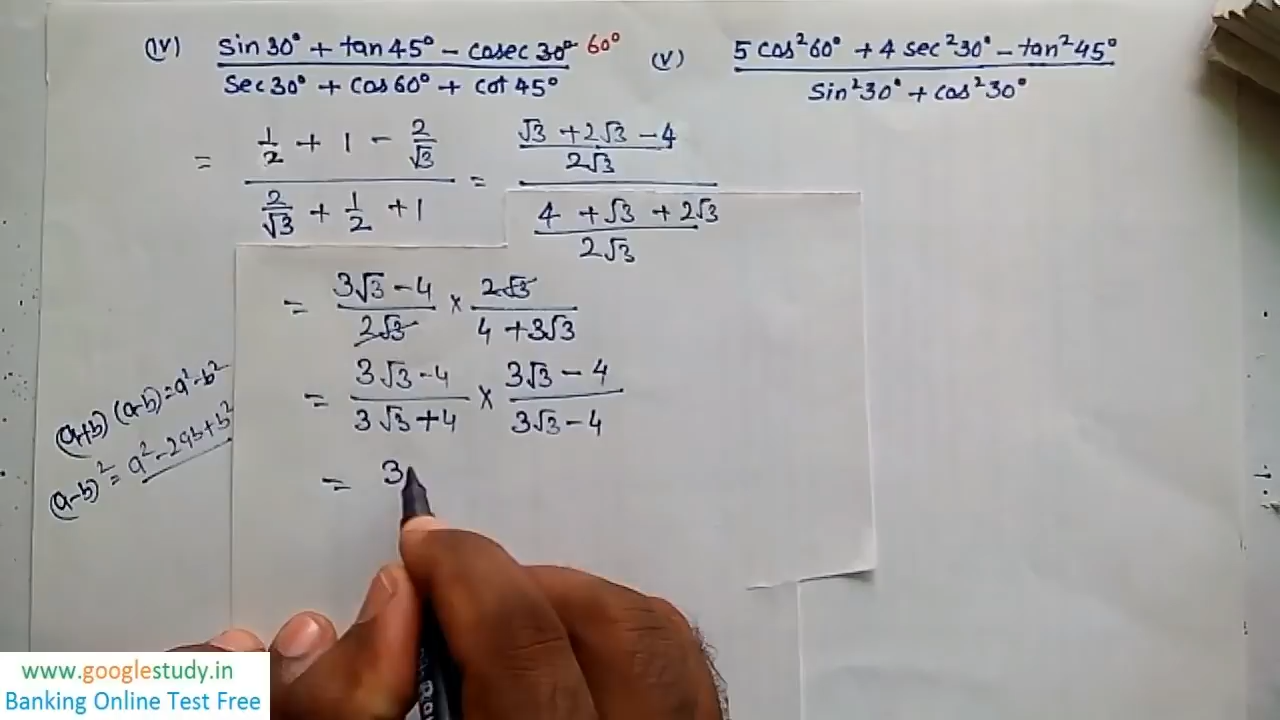 (IV) sin 30° + tan 45° - cosec 30° 60°
sec 30° + cos 60° + cot 45°
(V) 5 cos²60° + 4 sec²30° - tan²45°
sin²30° + cos²30°
= 1/2 + 1 - 2/√3
2/√3 + 1/2 + 1
= √3 + 2√3 - 4
2√3
4 + √3 + 2√3
2√3
= 3√3 - 4 / 2√3 × 2√3 / 4 + 3√3
= 3√3 - 4 / 3√3 + 4 × 3√3 - 4 / 3√3 - 4
= 3
(a+b) (a-b) = a² - b²
(a-b)² = a² - 2ab + b²
www.googlestudy.in
Banking Online Test Free